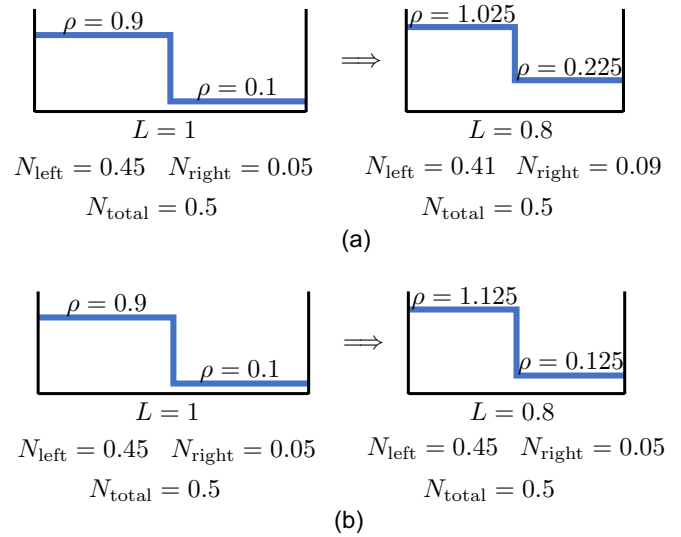 ρ = 0.9
ρ = 0.1
L = 1
N_left = 0.45 N_right = 0.05
N_total = 0.5
⟹
ρ = 1.025
ρ = 0.225
L = 0.8
N_left = 0.41 N_right = 0.09
N_total = 0.5
(a)
ρ = 0.9
ρ = 0.1
L = 1
N_left = 0.45 N_right = 0.05
N_total = 0.5
⟹
ρ = 1.125
ρ = 0.125
L = 0.8
N_left = 0.45 N_right = 0.05
N_total = 0.5
(b)